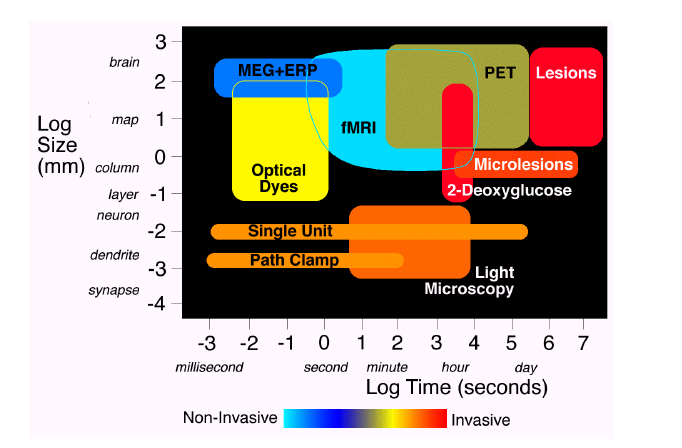 3
brain
MEG+ERP
PET
Lesions
2
Log
Size
(mm)
map
1
fMRI
0
column
Optical
Dyes
Microlesions
layer
-1
2-Deoxyglucose
neuron
-2
Single Unit
dendrite
-3
Path Clamp
Light
Microscopy
synapse
-4
-3 -2 -1 0 1 2 3 4 5 6 7
millisecond second minute hour day
Log Time (seconds)
Non-Invasive Invasive